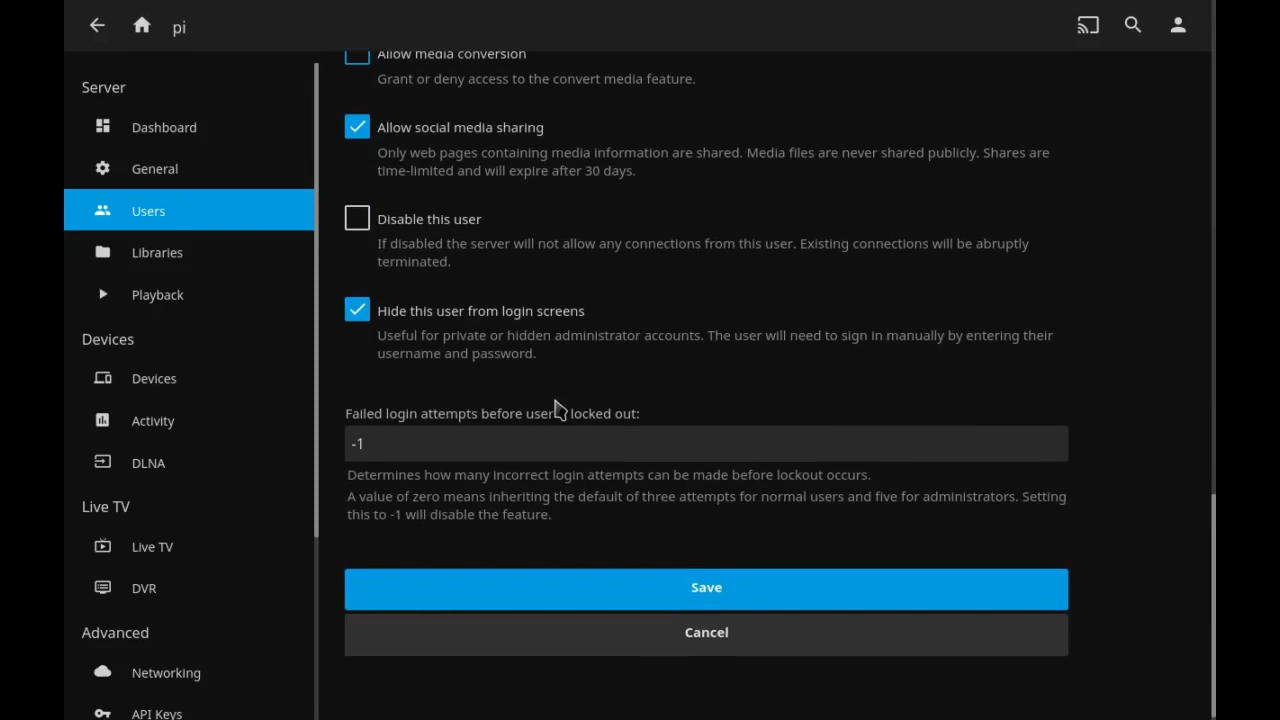 pi
Server
Dashboard
General
Users
Libraries
Playback
Devices
Devices
Activity
DLNA
Live TV
Live TV
DVR
Advanced
Networking
API Keys
Allow media conversion
Grant or deny access to the convert media feature.
Allow social media sharing
Only web pages containing media information are shared. Media files are never shared publicly. Shares are
time-limited and will expire after 30 days.
Disable this user
If disabled the server will not allow any connections from this user. Existing connections will be abruptly
terminated.
Hide this user from login screens
Useful for private or hidden administrator accounts. The user will need to sign in manually by entering their
username and password.
Failed login attempts before user locked out:
-1
Determines how many incorrect login attempts can be made before lockout occurs.
A value of zero means inheriting the default of three attempts for normal users and five for administrators. Setting
this to -1 will disable the feature.
Save
Cancel